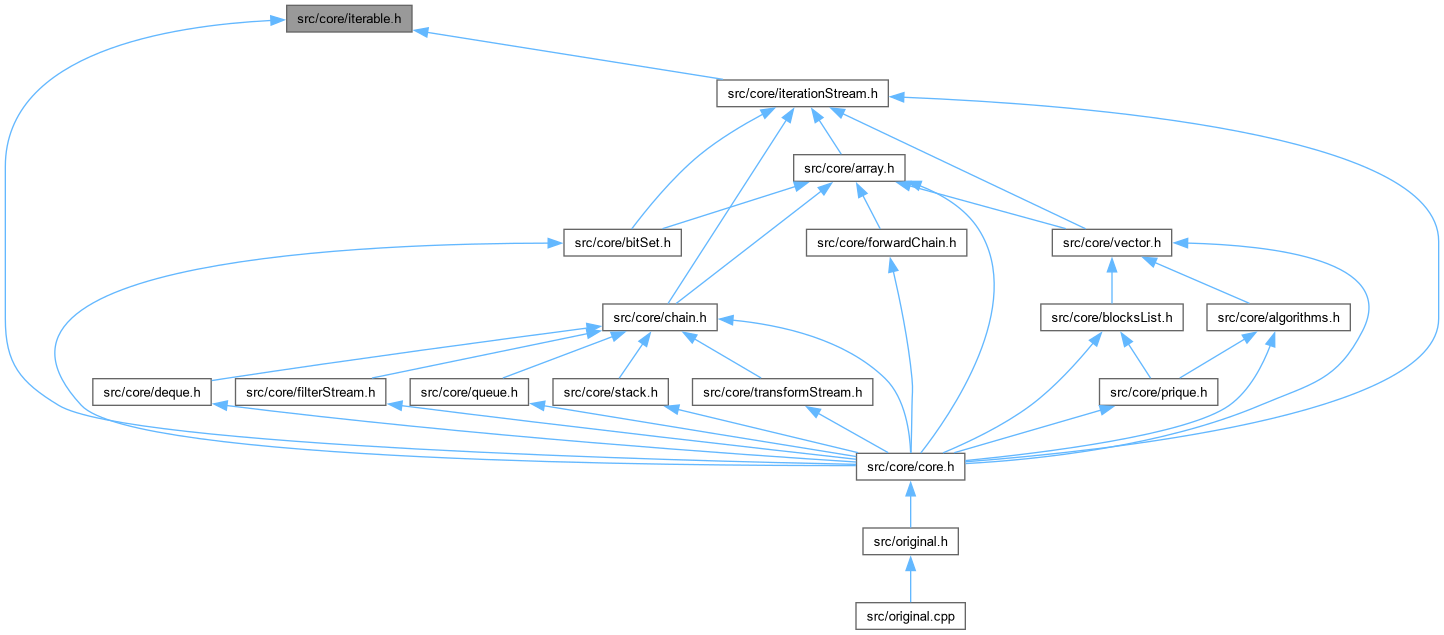 src/core/iterable.h
src/core/iterationStream.h
src/core/array.h
src/core/bitSet.h
src/core/forwardChain.h
src/core/vector.h
src/core/chain.h
src/core/blocksList.h
src/core/algorithms.h
src/core/deque.h
src/core/filterStream.h
src/core/queue.h
src/core/stack.h
src/core/transformStream.h
src/core/prique.h
src/core/core.h
src/original.h
src/original.cpp